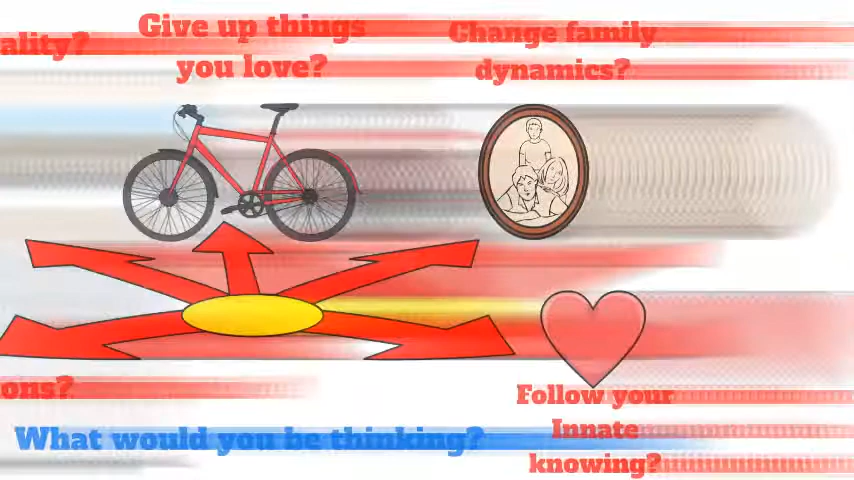 ality?
Give up things
you love?
Change family
dynamics?
ons?
What would you be thinking?
Follow your
Innate
knowing?